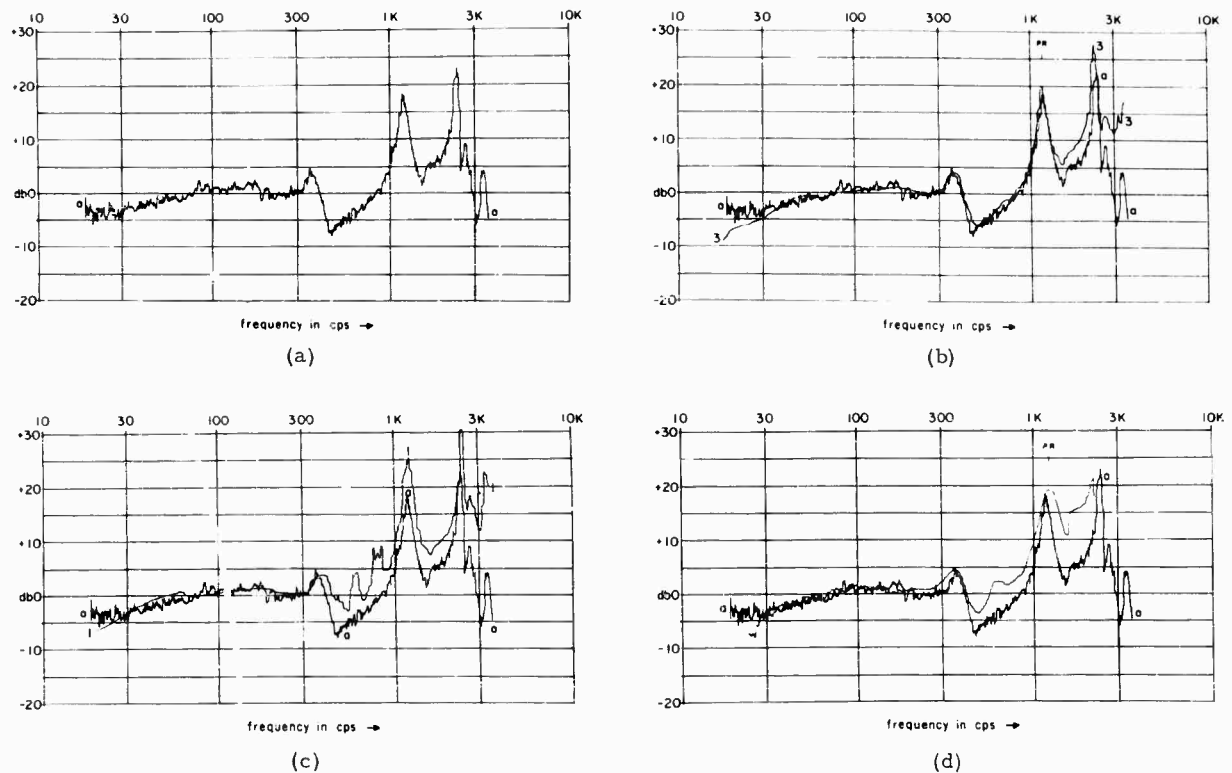 10 30 100 300 1K 3K 10K
+30
+20
+10
db0
-10
-20
a
a
frequency in cps →
(a)
10 30 100 300 1K 3K 10K
+30
+20
+10
db0
-10
-20
PR
3
a
3
a
3
a
frequency in cps →
(b)
10 30 100 300 1K 3K 10K
+30
+20
+10
db0
-10
-20
1
a
1
a
1
a
a
frequency in cps →
(c)
10 30 100 300 1K 3K 10K
+30
+20
+10
db0
-10
-20
PR
a
a
a
frequency in cps →
(d)